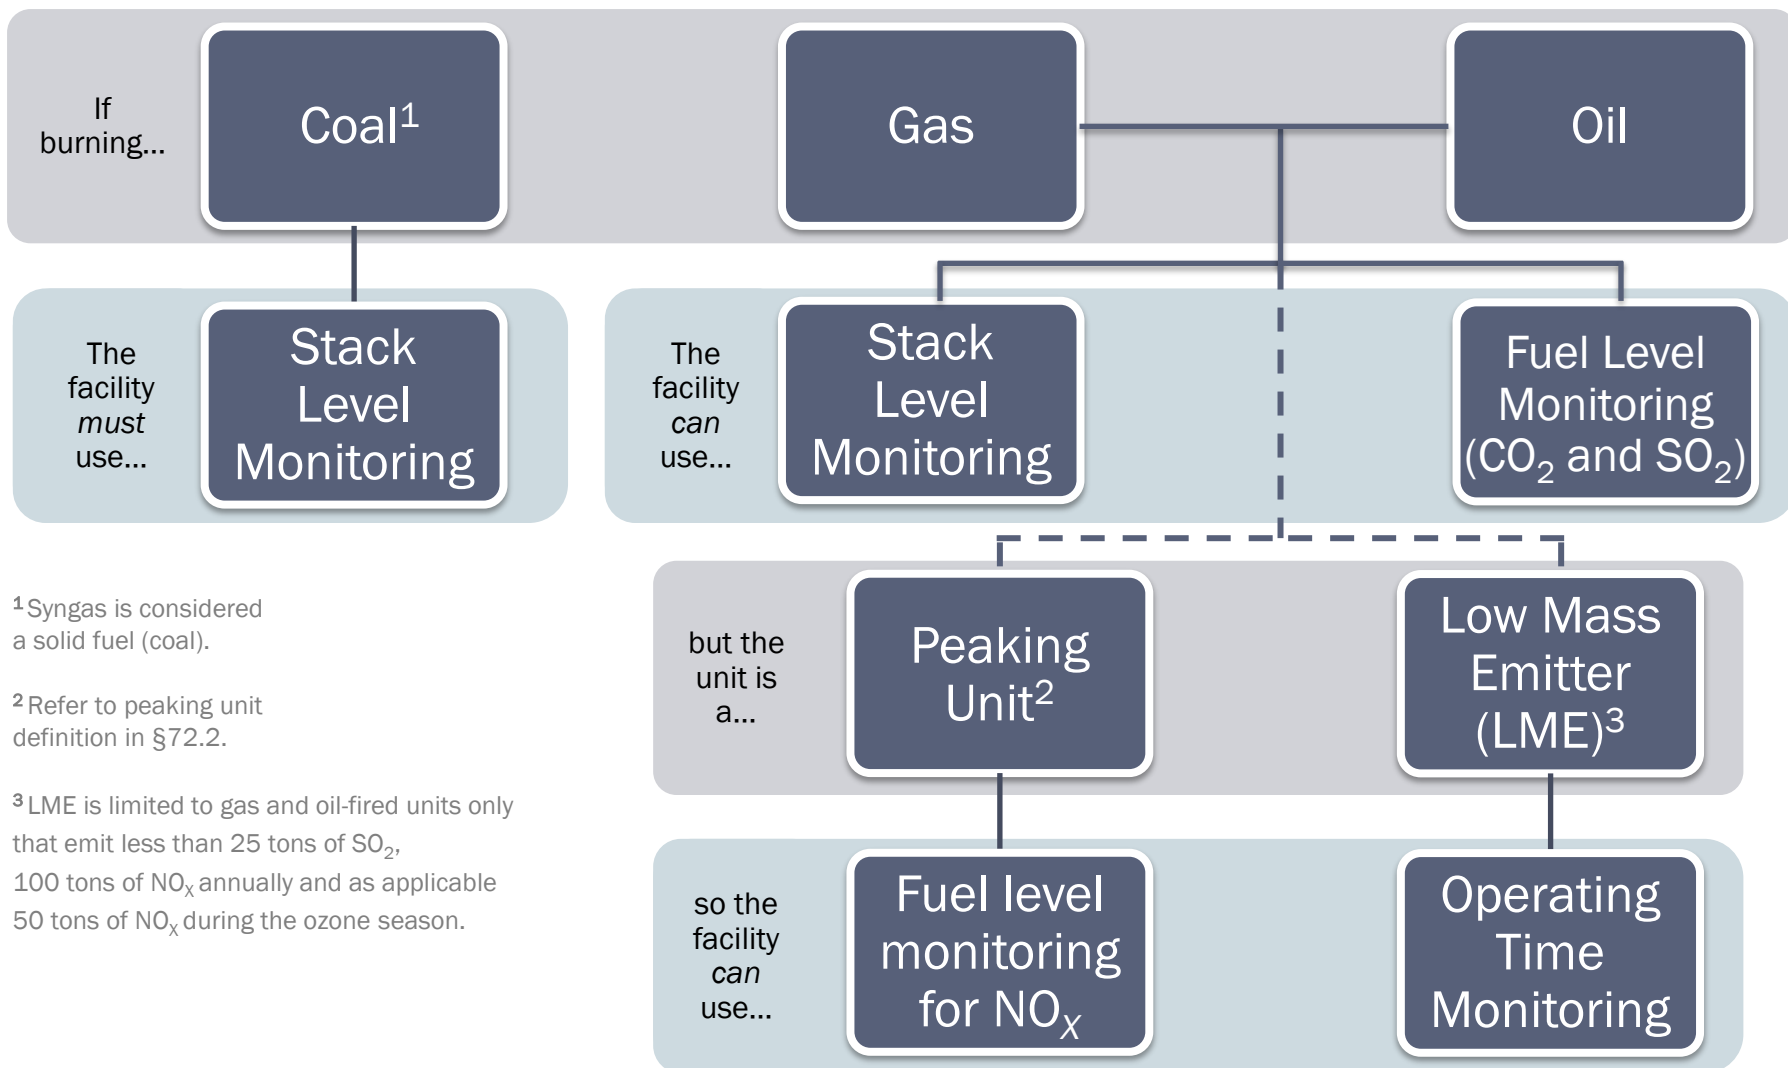 If
burning...
Coal¹
Gas
Oil
The
facility
must
use...
Stack
Level
Monitoring
The
facility
can
use...
Stack
Level
Monitoring
Fuel Level
Monitoring
(CO₂ and SO₂)
¹ Syngas is considered
a solid fuel (coal).
² Refer to peaking unit
definition in §72.2.
³ LME is limited to gas and oil-fired units only
that emit less than 25 tons of SO₂,
100 tons of NOₓ annually and as applicable
50 tons of NOₓ during the ozone season.
but the
unit is
a...
Peaking
Unit²
Low Mass
Emitter
(LME)³
so the
facility
can
use...
Fuel level
monitoring
for NOₓ
Operating
Time
Monitoring